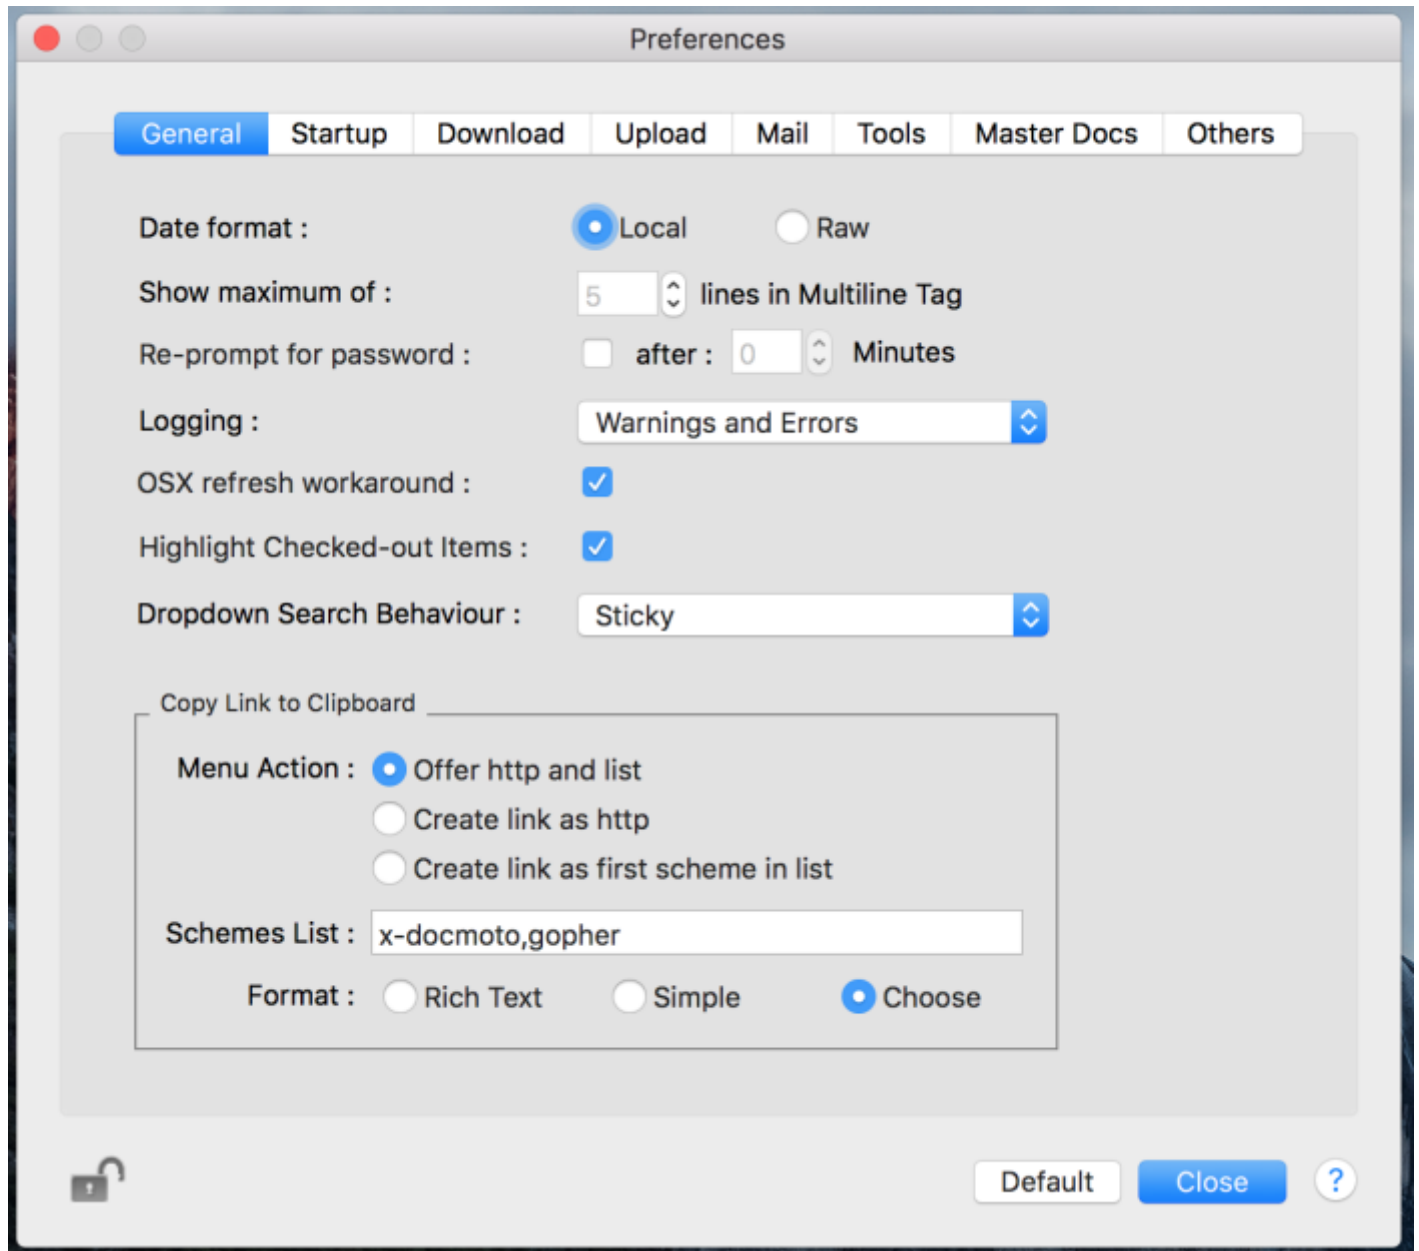 Preferences
General Startup Download Upload Mail Tools Master Docs Others
Date format : Local Raw
Show maximum of : 5 lines in Multiline Tag
Re-prompt for password : after : 0 Minutes
Logging : Warnings and Errors
OSX refresh workaround :
Highlight Checked-out Items :
Dropdown Search Behaviour : Sticky
Copy Link to Clipboard
Menu Action : Offer http and list
Create link as http
Create link as first scheme in list
Schemes List : x-docmoto,gopher
Format : Rich Text Simple Choose
Default Close ?